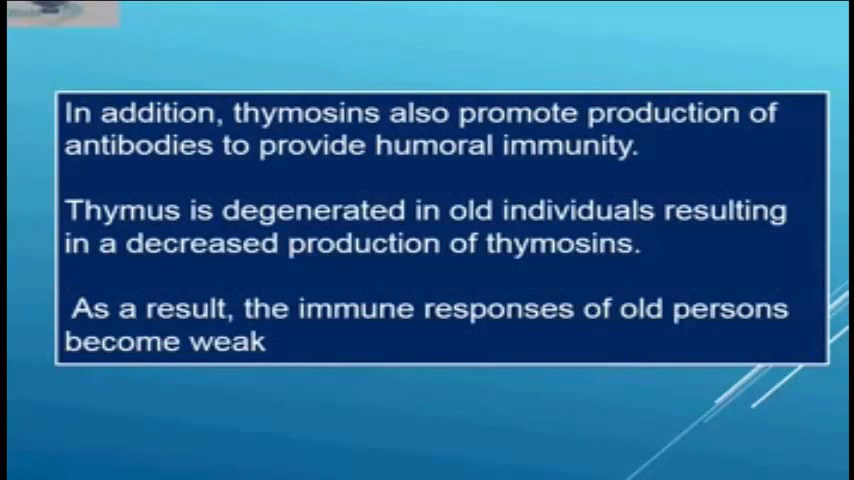 In addition, thymosins also promote production of
antibodies to provide humoral immunity.
Thymus is degenerated in old individuals resulting
in a decreased production of thymosins.
As a result, the immune responses of old persons
become weak